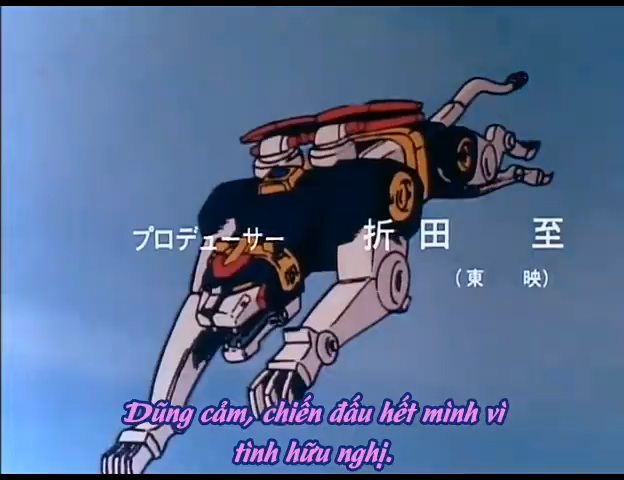 プロデューサー 折田 至
(東 映)
Dũng cảm, chiến đấu hết mình vì
tình hữu nghị.